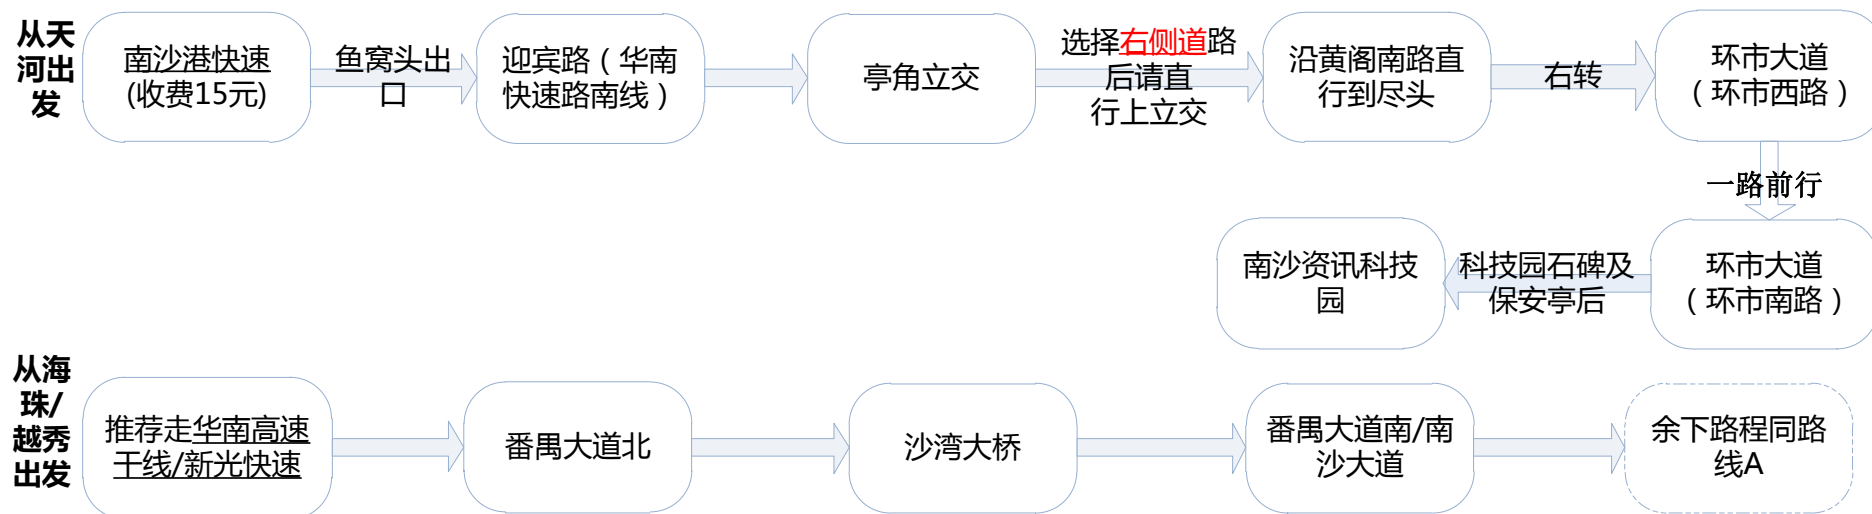 从天
河出
发
南沙港快速
(收费15元)
鱼窝头出
口
迎宾路（华南
快速路南线）
亭角立交
选择右侧道路
后请直
行上立交
沿黄阁南路直
行到尽头
右转
环市大道
（环市西路）
一路前行
环市大道
（环市南路）
科技园石碑及
保安亭后
南沙资讯科技
园
从海
珠/
越秀
出发
推荐走华南高速
干线/新光快速
番禺大道北
沙湾大桥
番禺大道南/南
沙大道
余下路程同路
线A